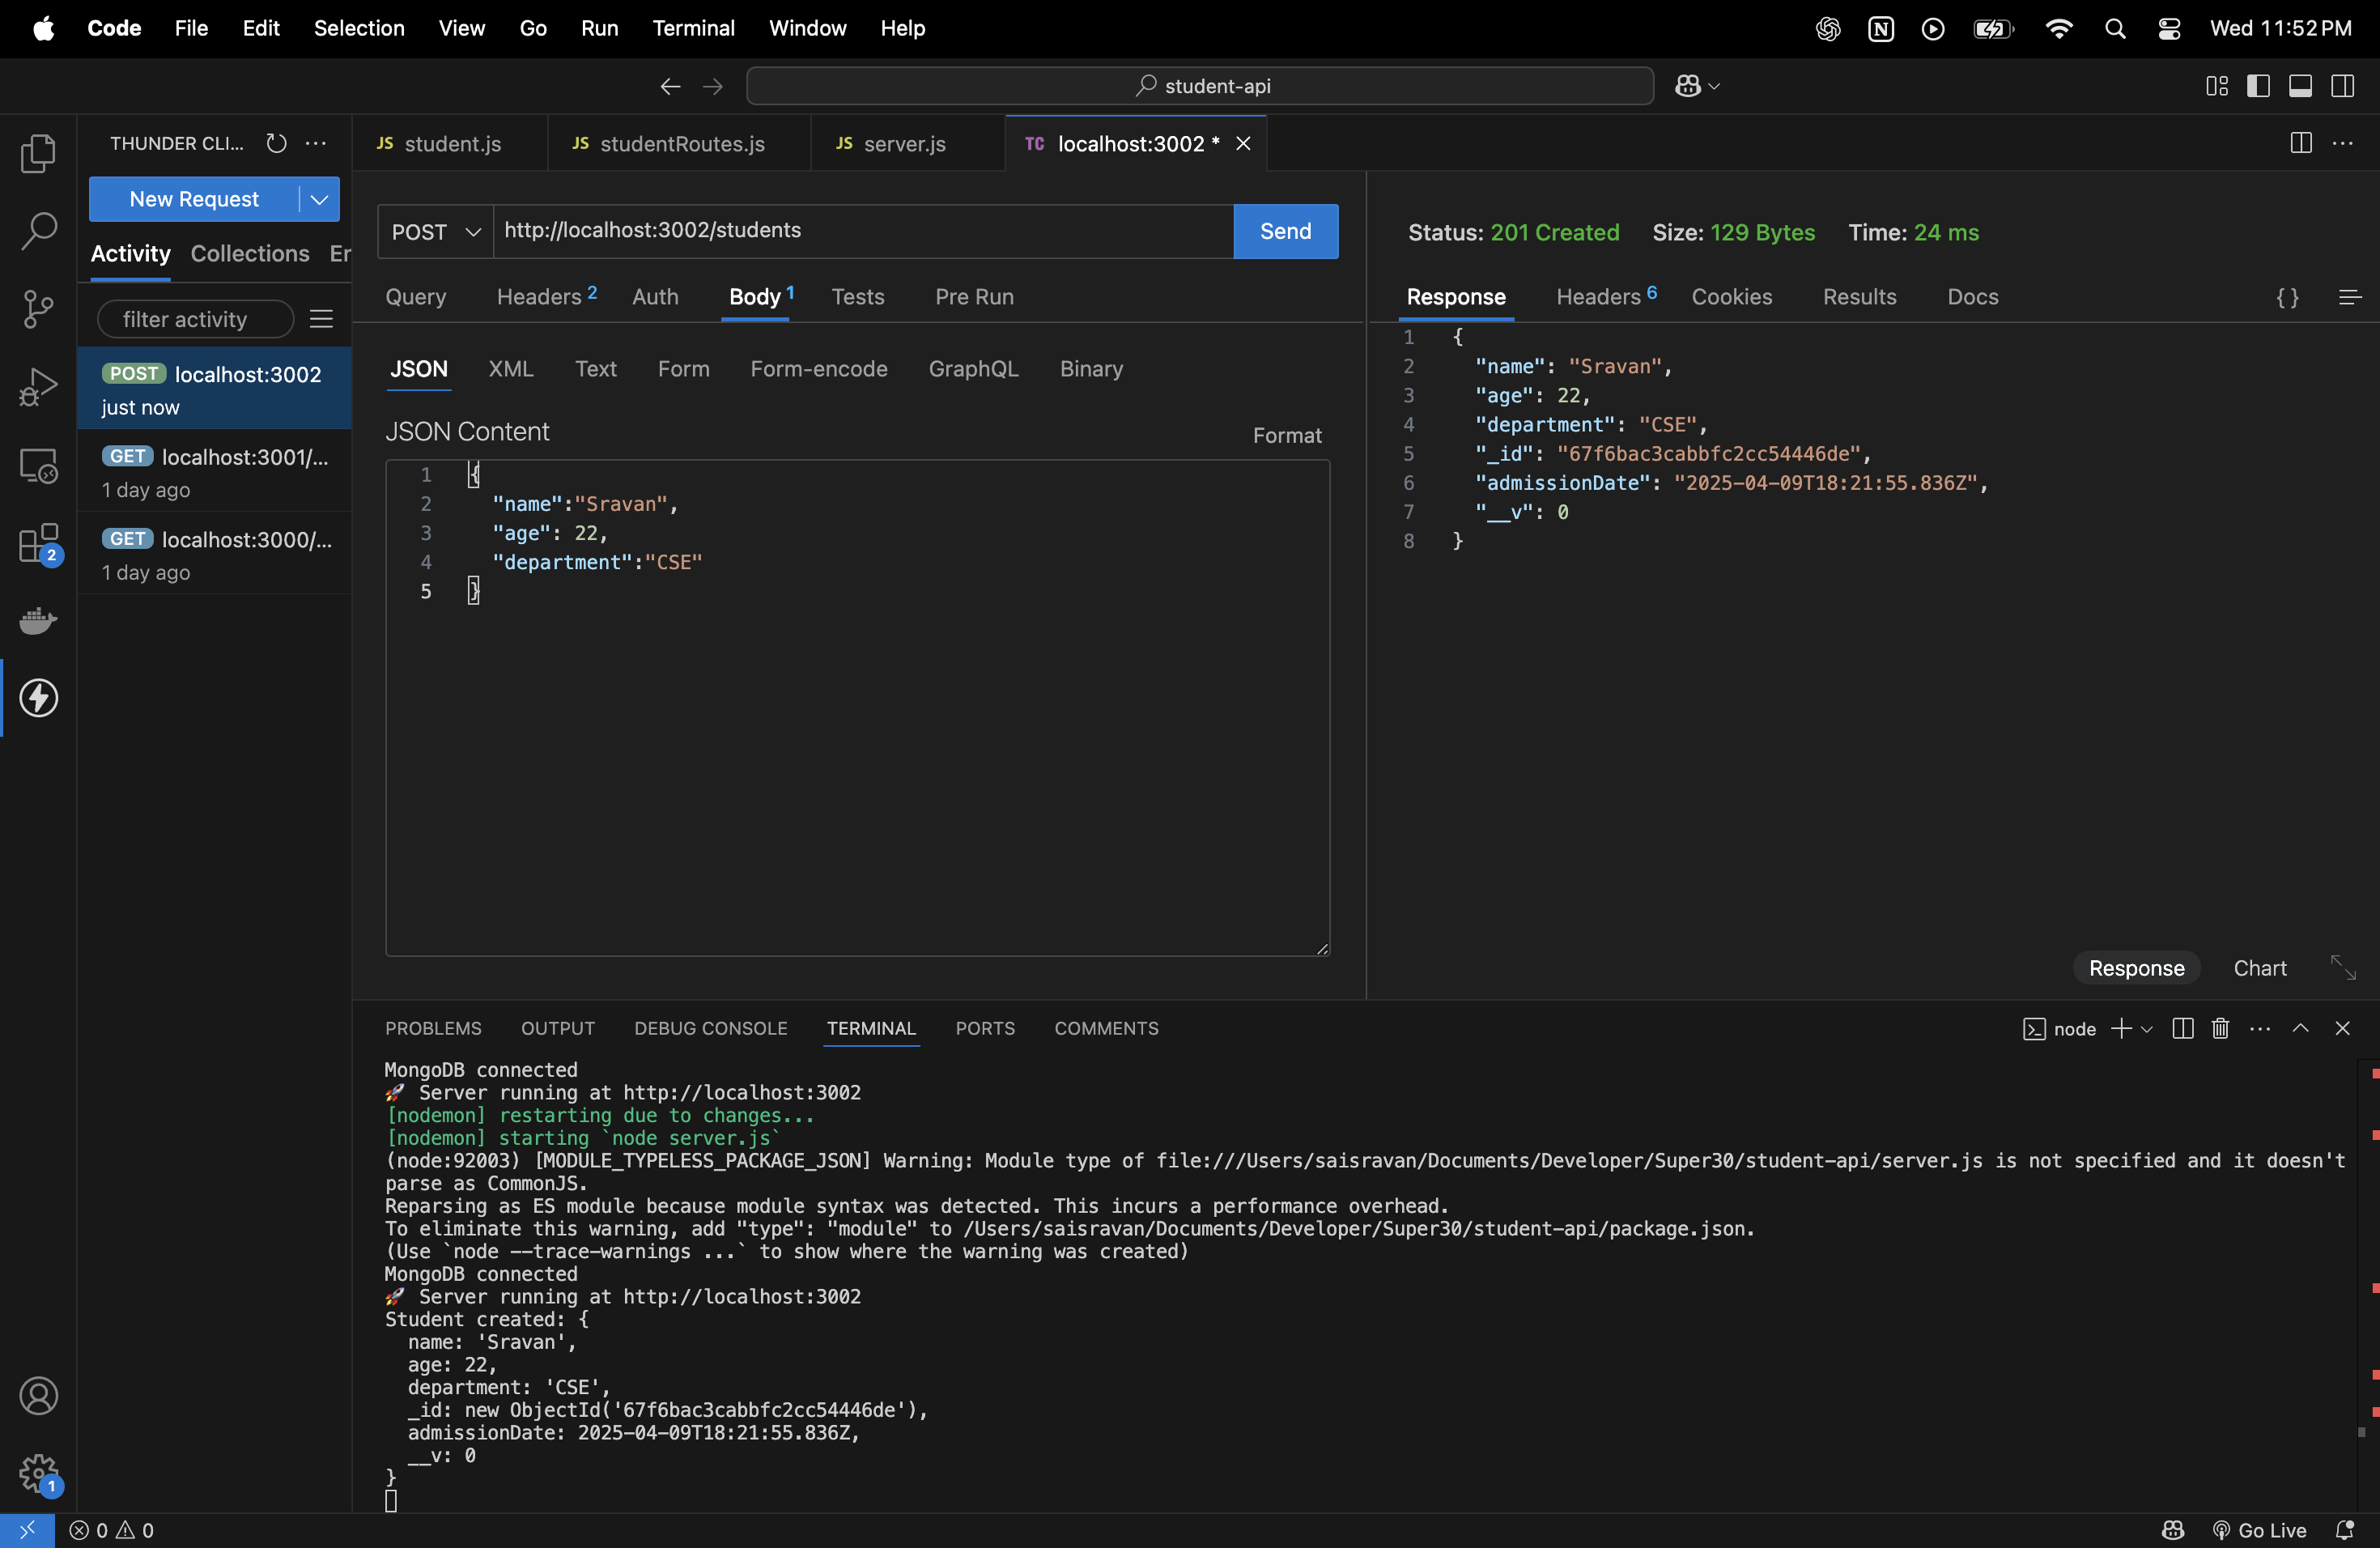 Code File Edit Selection View Go Run Terminal Window Help Wed 11:52 PM
student-api
THUNDER CLI...
JS student.js JS studentRoutes.js JS server.js TC localhost:3002 *
New Request
Activity Collections
filter activity
POST localhost:3002
just now
GET localhost:3001/...
1 day ago
GET localhost:3000/...
1 day ago
2
1
POST http://localhost:3002/students Send
Query Headers 2 Auth Body 1 Tests Pre Run
JSON XML Text Form Form-encode GraphQL Binary
JSON Content Format
1 {
2 "name":"Sravan",
3 "age": 22,
4 "department":"CSE"
5 }
Status: 201 Created Size: 129 Bytes Time: 24 ms
Response Headers 6 Cookies Results Docs { }
1 {
2 "name": "Sravan",
3 "age": 22,
4 "department": "CSE",
5 "_id": "67f6bac3cabbfc2cc54446de",
6 "admissionDate": "2025-04-09T18:21:55.836Z",
7 "__v": 0
8 }
Response Chart
PROBLEMS OUTPUT DEBUG CONSOLE TERMINAL PORTS COMMENTS node
MongoDB connected
🚀 Server running at http://localhost:3002
[nodemon] restarting due to changes...
[nodemon] starting `node server.js`
(node:92003) [MODULE_TYPELESS_PACKAGE_JSON] Warning: Module type of file:///Users/saisravan/Documents/Developer/Super30/student-api/server.js is not specified and it doesn't
parse as CommonJS.
Reparsing as ES module because module syntax was detected. This incurs a performance overhead.
To eliminate this warning, add "type": "module" to /Users/saisravan/Documents/Developer/Super30/student-api/package.json.
(Use `node --trace-warnings ...` to show where the warning was created)
MongoDB connected
🚀 Server running at http://localhost:3002
Student created: {
name: 'Sravan',
age: 22,
department: 'CSE',
_id: new ObjectId('67f6bac3cabbfc2cc54446de'),
admissionDate: 2025-04-09T18:21:55.836Z,
__v: 0
}
0 0 Go Live